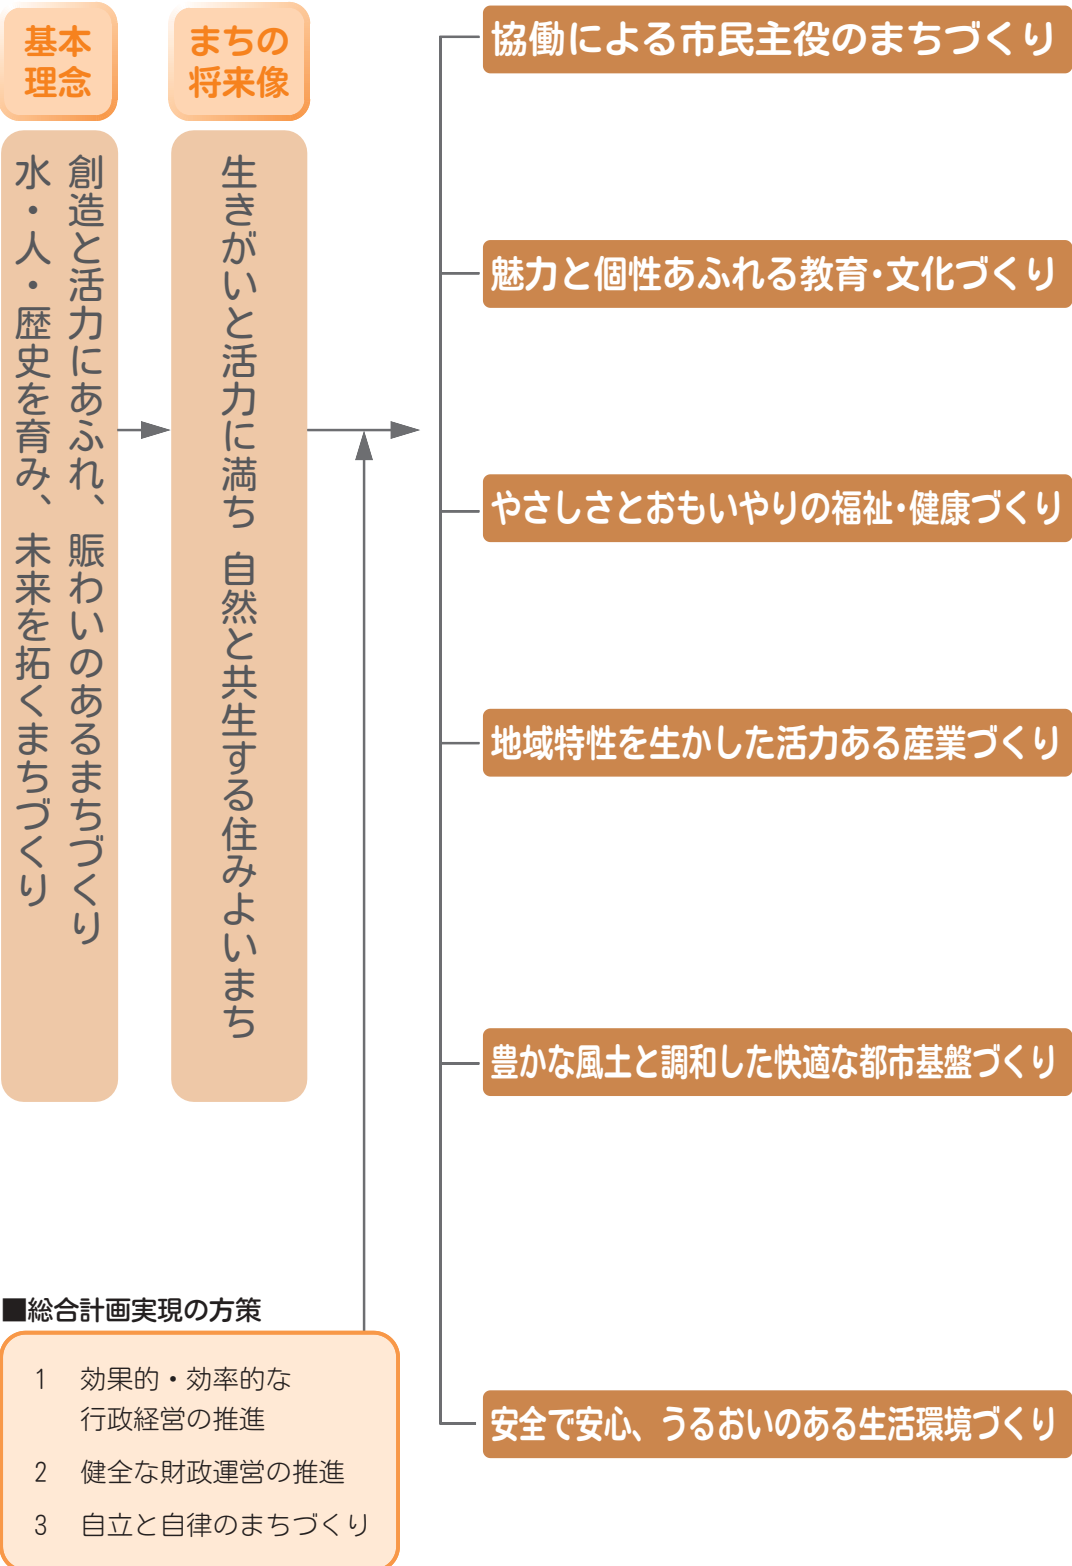 基本
理念
創造と活力にあふれ、賑わいのあるまちづくり
水・人・歴史を育み、未来を拓くまちづくり
まちの
将来像
生きがいと活力に満ち 自然と共生する住みよいまち
協働による市民主役のまちづくり
魅力と個性あふれる教育・文化づくり
やさしさとおもいやりの福祉・健康づくり
地域特性を生かした活力ある産業づくり
豊かな風土と調和した快適な都市基盤づくり
安全で安心、うるおいのある生活環境づくり
■総合計画実現の方策
1 効果的・効率的な
行政経営の推進
2 健全な財政運営の推進
3 自立と自律のまちづくり